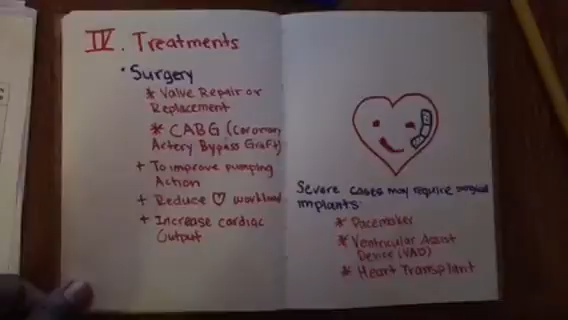 IV. Treatments
• Surgery
* Valve Repair or
Replacement
* CABG (Coronary
Artery Bypass Graft)
+ To improve pumping
Action
+ Reduce ♡ workload
+ Increase cardiac
Output
Severe cases may require surgical
implants:
* Pacemaker
* Ventricular Assist
Device (VAD)
* Heart Transplant